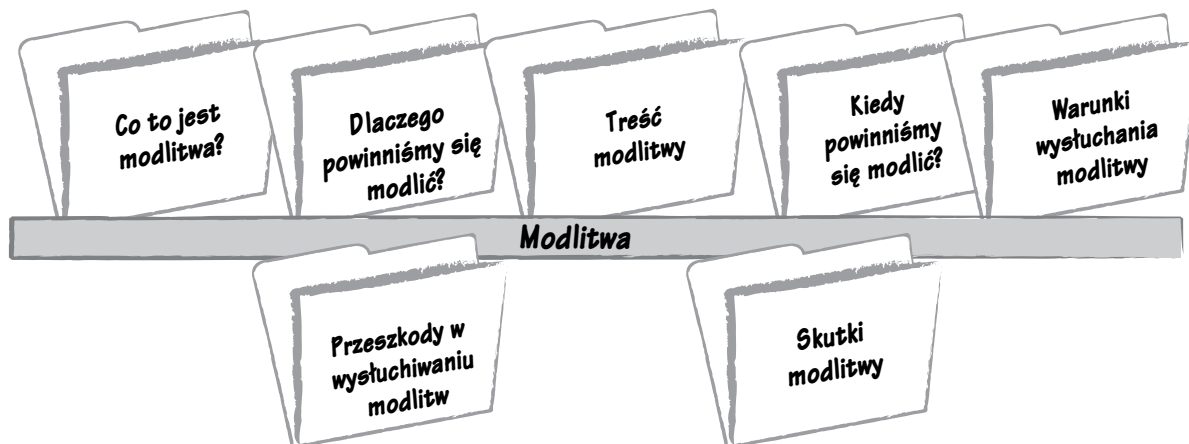 Co to jest
modlitwa?
Dlaczego
powinniśmy się
modlić?
Treść
modlitwy
Kiedy
powinniśmy
się modlić?
Warunki
wysłuchania
modlitwy
Modlitwa
Przeszkody w
wysłuchiwaniu
modlitw
Skutki
modlitwy